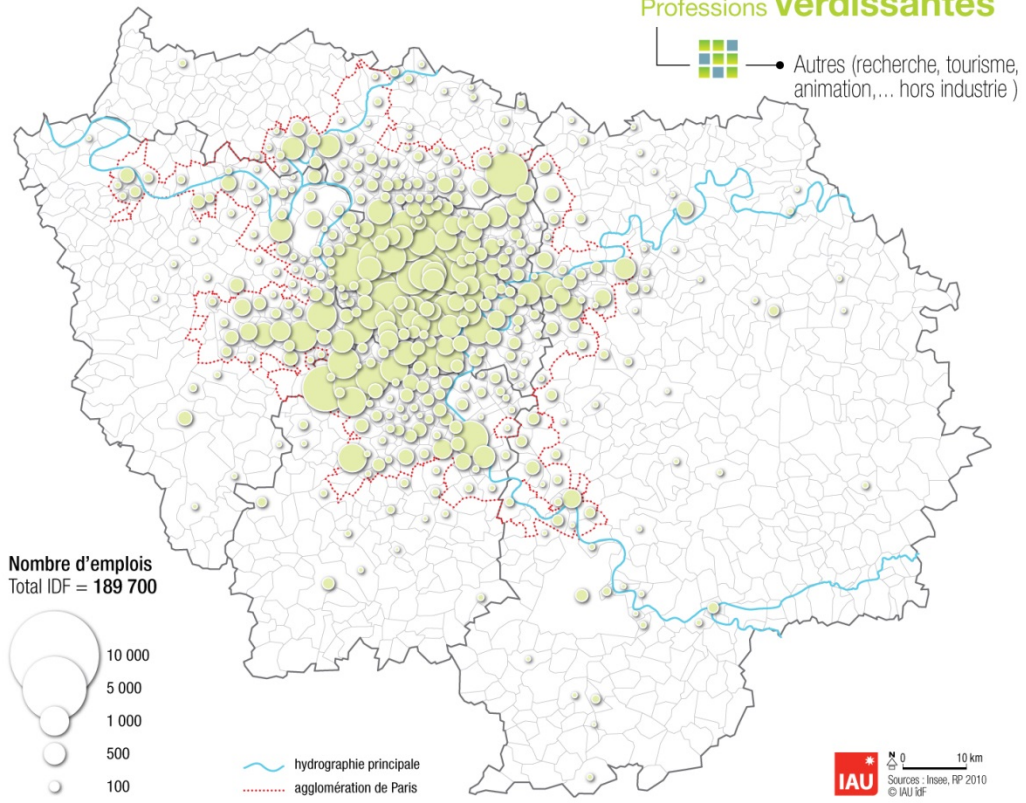 Professions verdissantes
Autres (recherche, tourisme,
animation,... hors industrie )
Nombre d'emplois
Total IDF = 189 700
10 000
5 000
1 000
500
100
hydrographie principale
agglomération de Paris
IAU
N
0 10 km
Sources : Insee, RP 2010
© IAU îdF